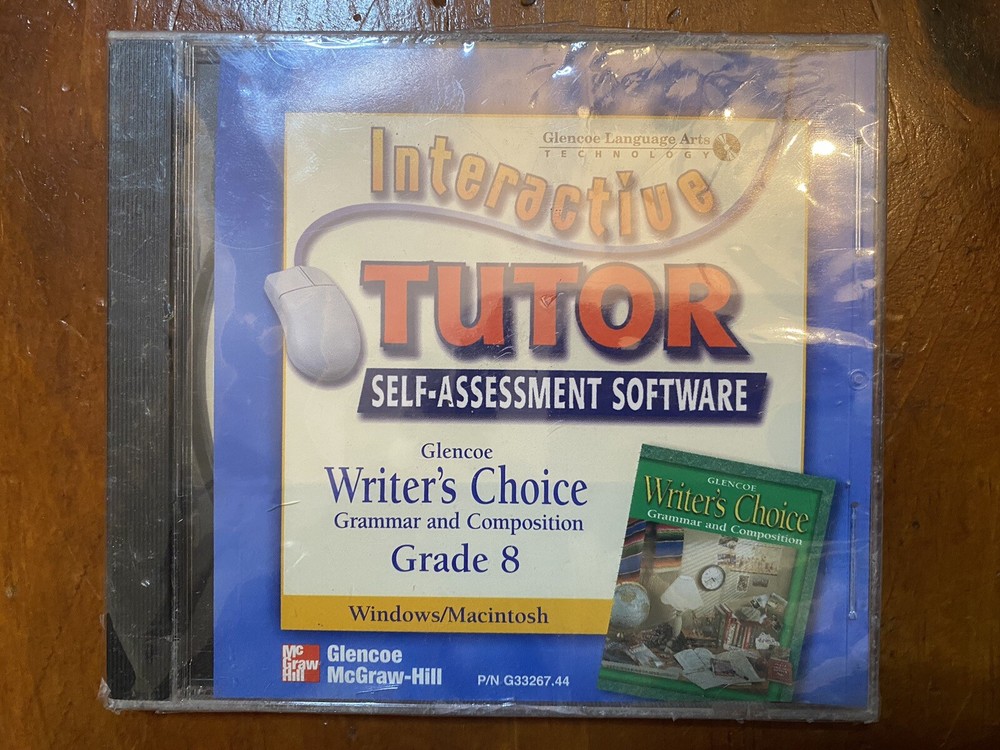 Glencoe Language Arts
TECHNOLOGY
Interactive
TUTOR
SELF-ASSESSMENT SOFTWARE
Glencoe
Writer's Choice
Grammar and Composition
Grade 8
Windows/Macintosh
GLENCOE
Writer's Choice
Grammar and Composition
Mc
Graw
Hill
Glencoe
McGraw-Hill
P/N G33267.44